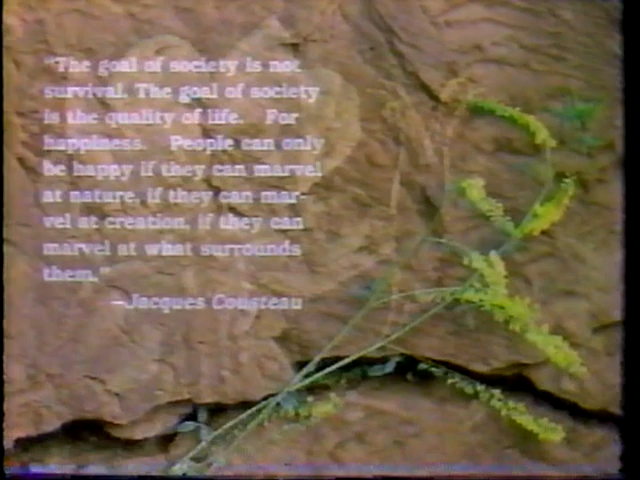 "The goal of society is not
survival. The goal of society
is the quality of life. For
happiness. People can only
be happy if they can marvel
at nature, if they can mar-
vel at creation, if they can
marvel at what surrounds
them."
—Jacques Cousteau